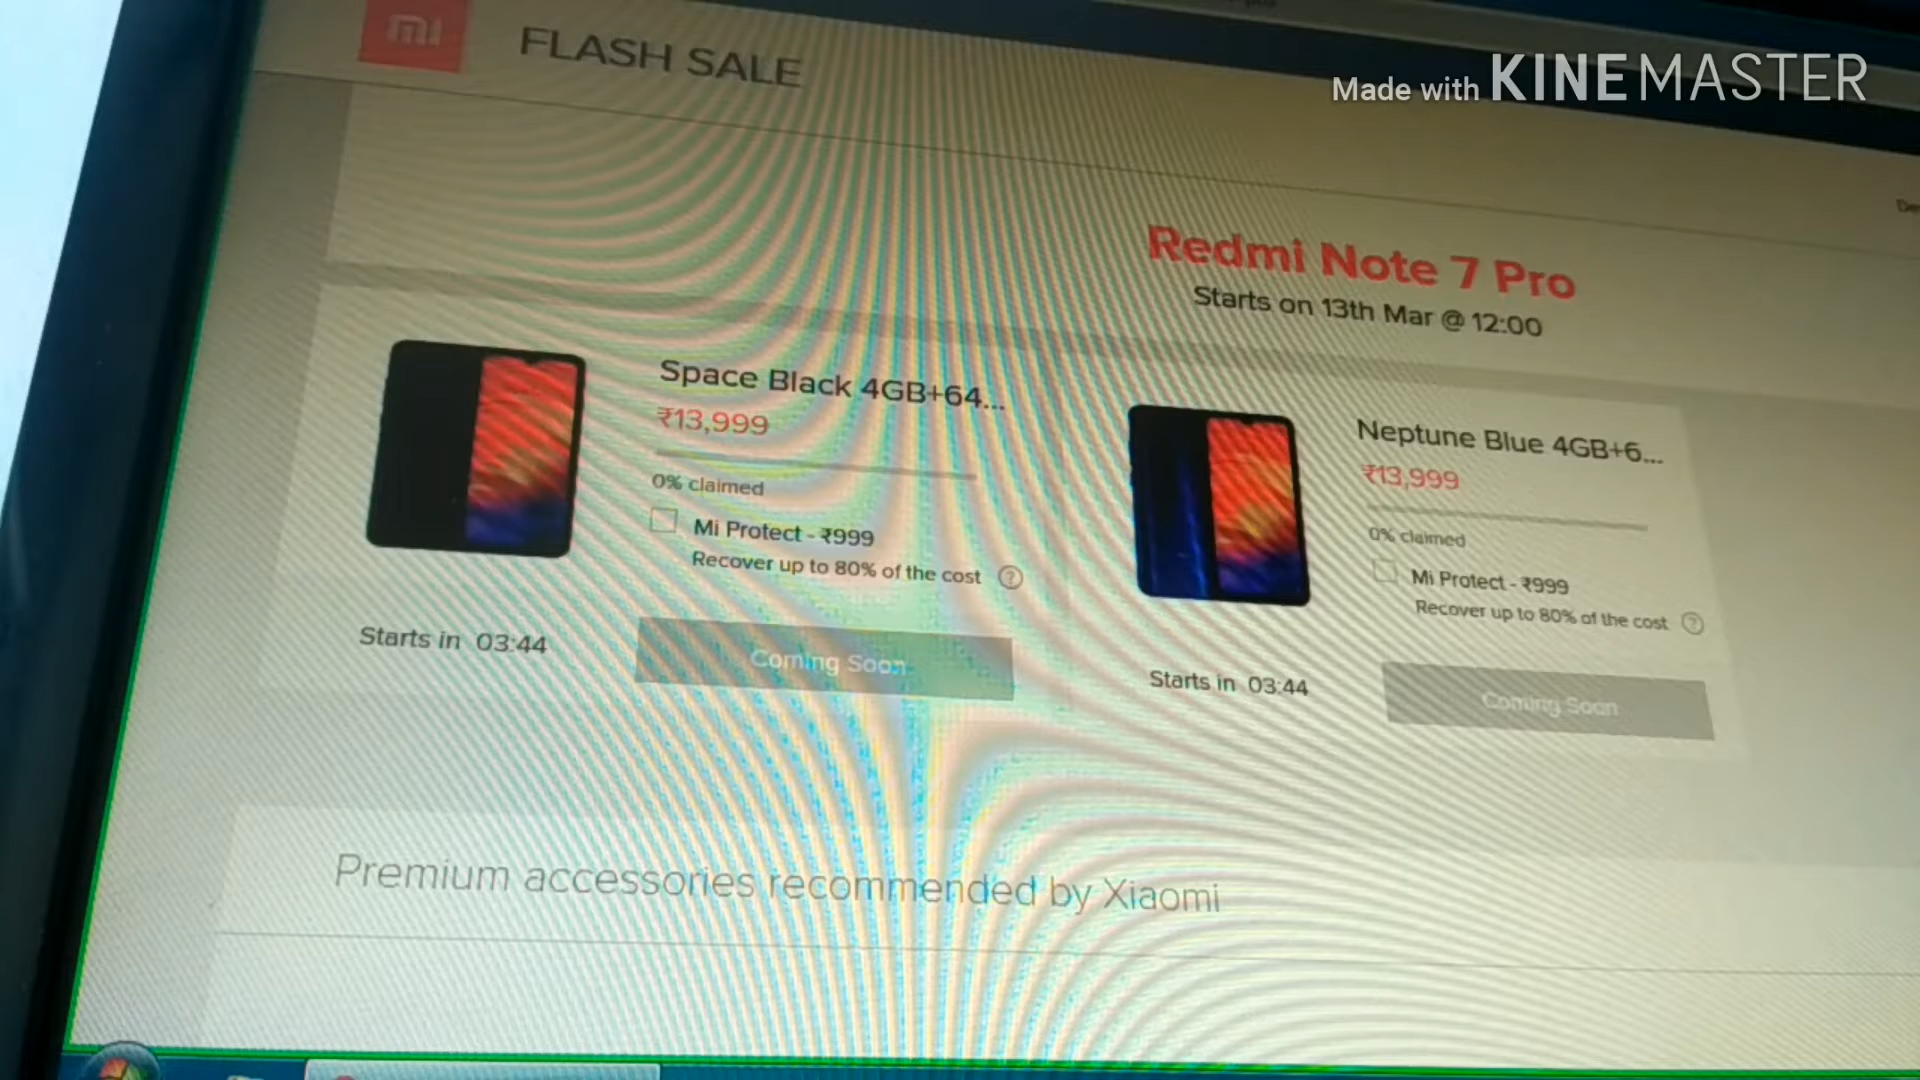 mi
FLASH SALE
Made with KINEMASTER
Redmi Note 7 Pro
Starts on 13th Mar @ 12:00
Space Black 4GB+64...
₹13,999
0% claimed
Mi Protect - ₹999
Recover up to 80% of the cost ?
Starts in 03:44
Coming Soon
Neptune Blue 4GB+6...
₹13,999
0% claimed
Mi Protect - ₹999
Recover up to 80% of the cost ?
Starts in 03:44
Coming Soon
Premium accessories recommended by Xiaomi